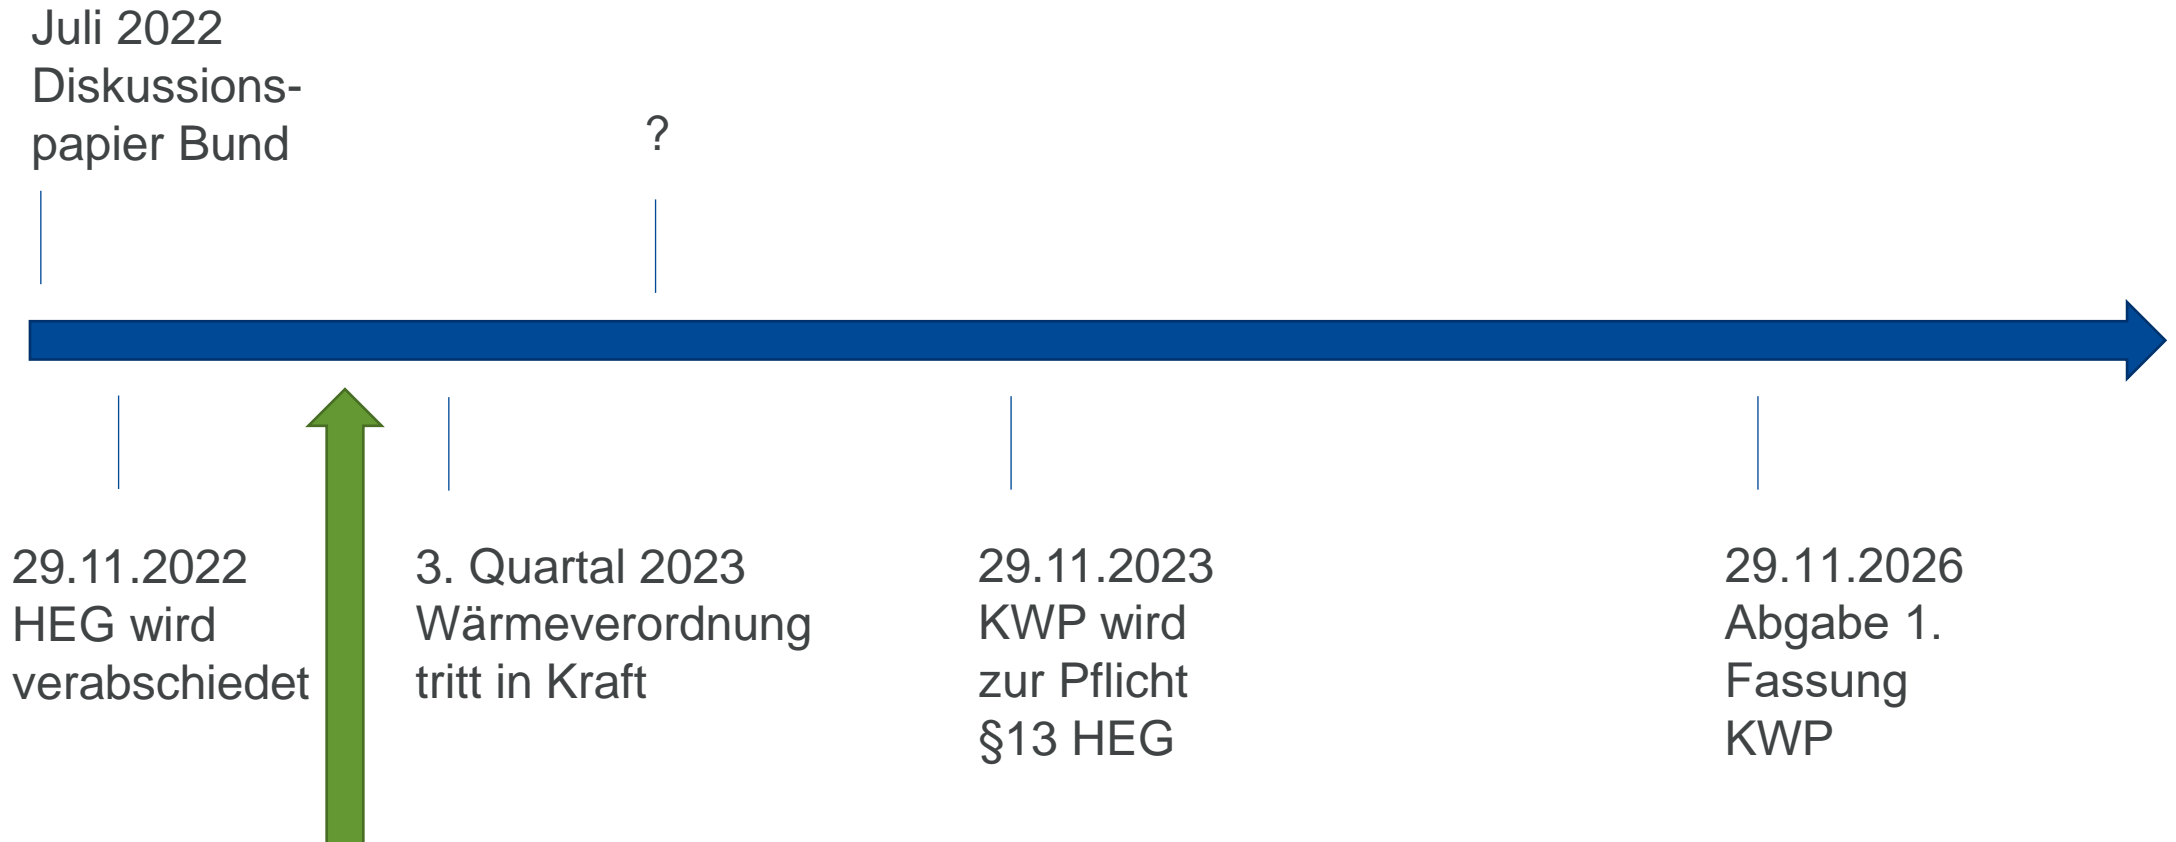 Juli 2022
Diskussions-
papier Bund
?
29.11.2022
HEG wird
verabschiedet
3. Quartal 2023
Wärmeverordnung
tritt in Kraft
29.11.2023
KWP wird
zur Pflicht
§13 HEG
29.11.2026
Abgabe 1.
Fassung
KWP